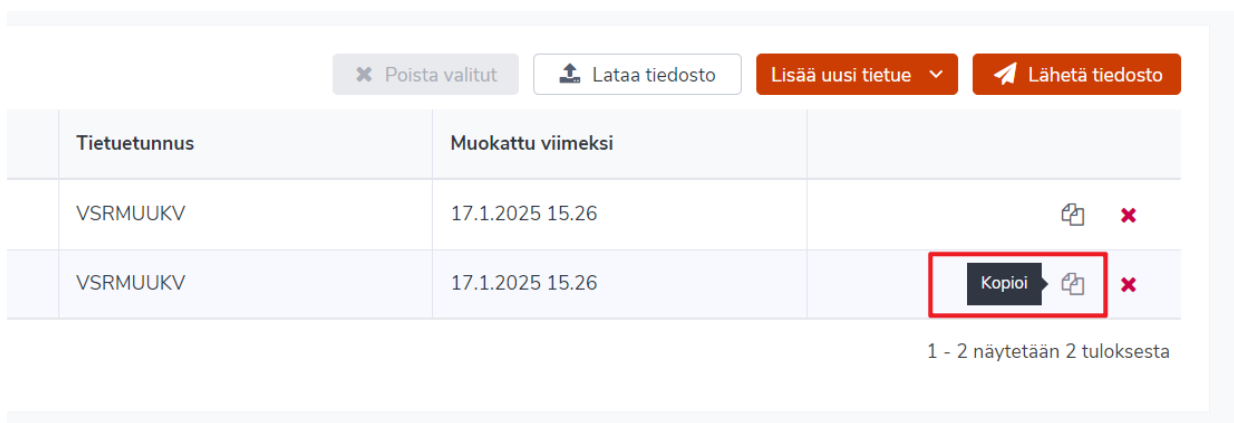 Poista valitut Lataa tiedosto Lisää uusi tietue Lähetä tiedosto
Tietuetunnus Muokattu viimeksi
VSRMUUKV 17.1.2025 15.26
VSRMUUKV 17.1.2025 15.26 Kopioi
1 - 2 näytetään 2 tuloksesta